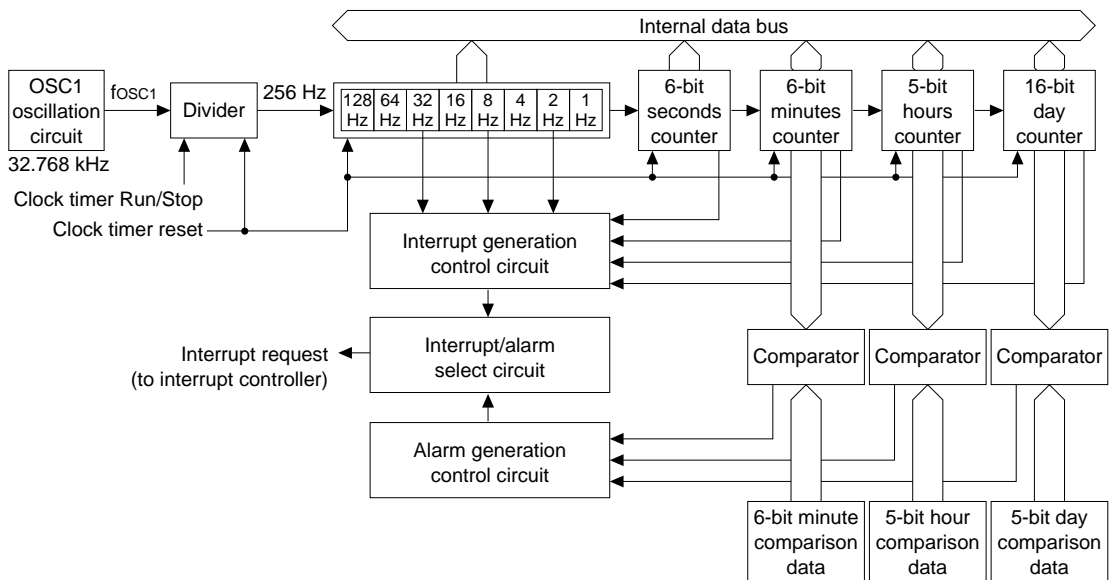 Internal data bus
OSC1
oscillation
circuit
fOSC1
Divider
256 Hz
128
Hz
64
Hz
32
Hz
16
Hz
8
Hz
4
Hz
2
Hz
1
Hz
6-bit
seconds
counter
6-bit
minutes
counter
5-bit
hours
counter
16-bit
day
counter
32.768 kHz
Clock timer Run/Stop
Clock timer reset
Interrupt generation
control circuit
Interrupt request
(to interrupt controller)
Interrupt/alarm
select circuit
Comparator
Comparator
Comparator
Alarm generation
control circuit
6-bit minute
comparison
data
5-bit hour
comparison
data
5-bit day
comparison
data